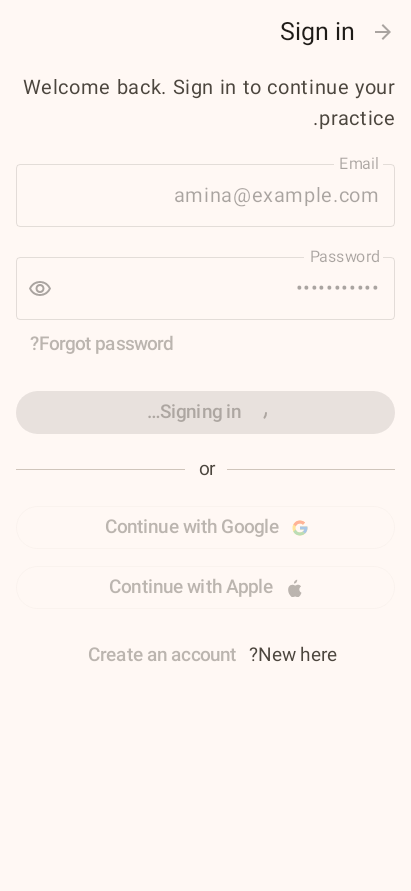 Sign in
Welcome back. Sign in to continue your
practice.
Email
amina@example.com
Password
•••••••••••
Forgot password?
Signing in…
or
Continue with Google
Continue with Apple
New here? Create an account